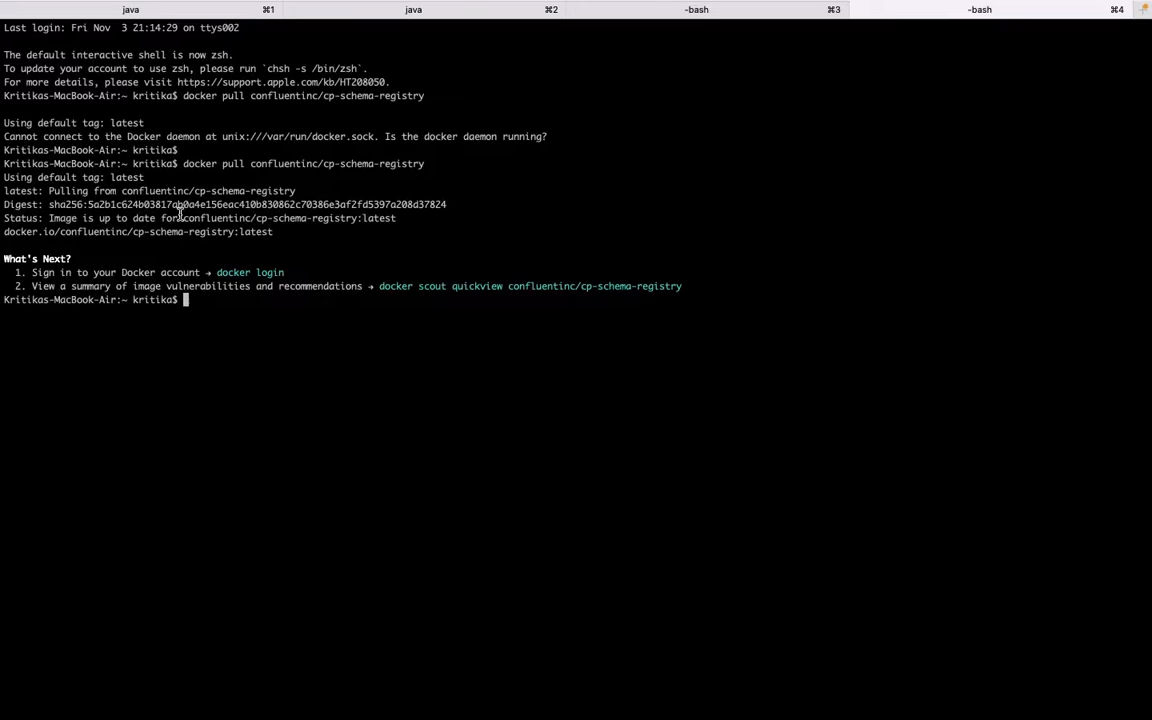 java ⌘1 java ⌘2 -bash ⌘3 -bash ⌘4
Last login: Fri Nov  3 21:14:29 on ttys002
The default interactive shell is now zsh.
To update your account to use zsh, please run `chsh -s /bin/zsh`.
For more details, please visit https://support.apple.com/kb/HT208050.
Kritikas-MacBook-Air:~ kritika$ docker pull confluentinc/cp-schema-registry
Using default tag: latest
Cannot connect to the Docker daemon at unix:///var/run/docker.sock. Is the docker daemon running?
Kritikas-MacBook-Air:~ kritika$
Kritikas-MacBook-Air:~ kritika$ docker pull confluentinc/cp-schema-registry
Using default tag: latest
latest: Pulling from confluentinc/cp-schema-registry
Digest: sha256:5a2b1c624b03817ab0a4e156eac410b830862c70386e3af2fd5397a208d37824
Status: Image is up to date for confluentinc/cp-schema-registry:latest
docker.io/confluentinc/cp-schema-registry:latest
What's Next?
1. Sign in to your Docker account → docker login
2. View a summary of image vulnerabilities and recommendations → docker scout quickview confluentinc/cp-schema-registry
Kritikas-MacBook-Air:~ kritika$